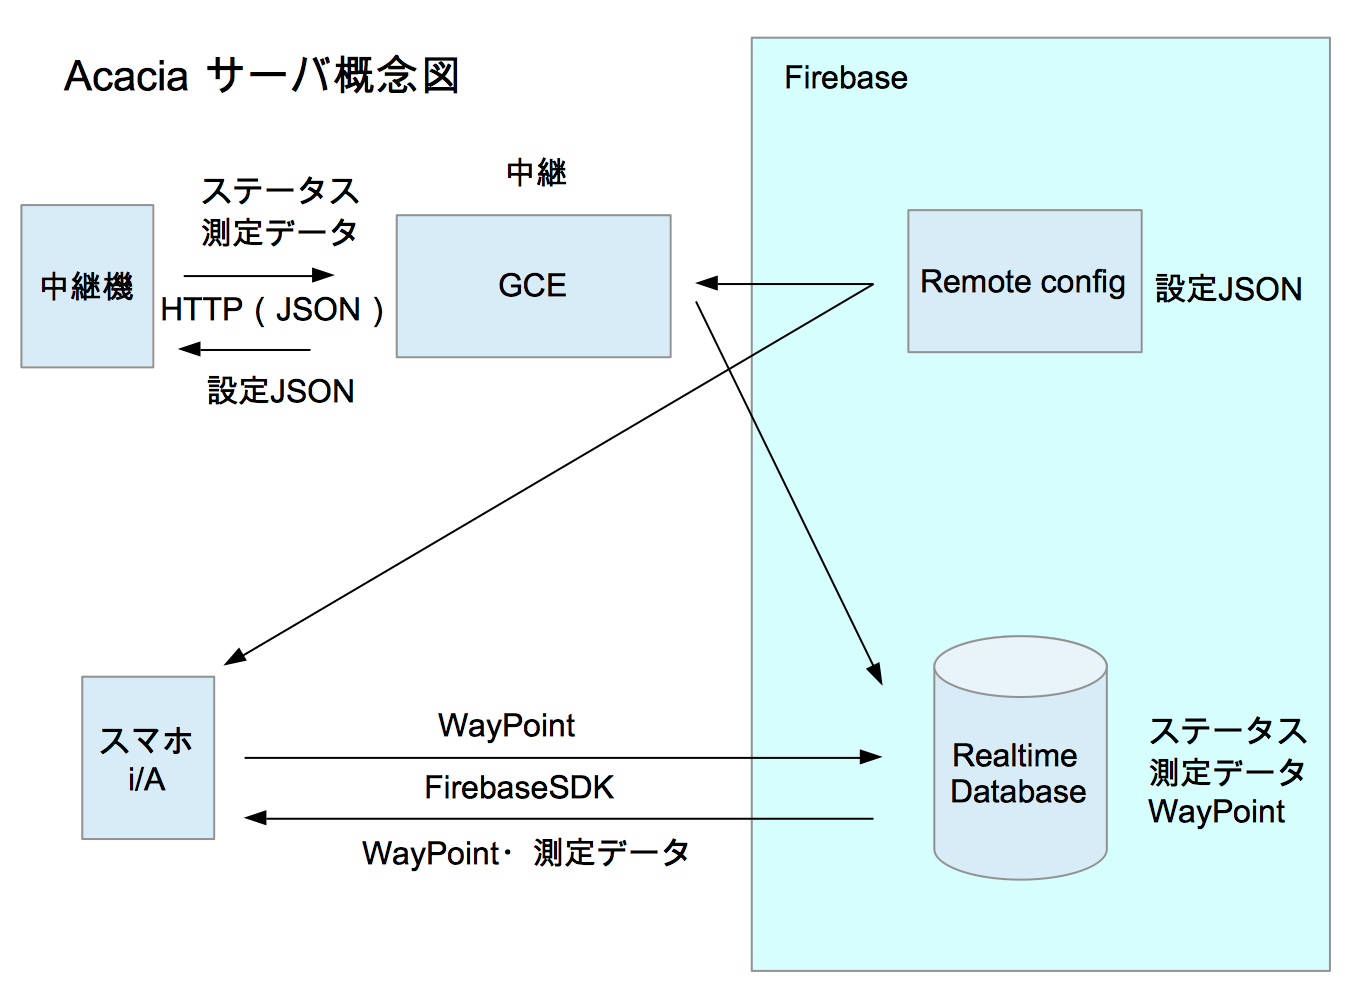 Acacia サーバ概念図
Firebase
中継
ステータス
測定データ
中継機
HTTP ( JSON )
設定JSON
GCE
Remote config
設定JSON
スマホ
i/A
WayPoint
FirebaseSDK
WayPoint・測定データ
Realtime
Database
ステータス
測定データ
WayPoint